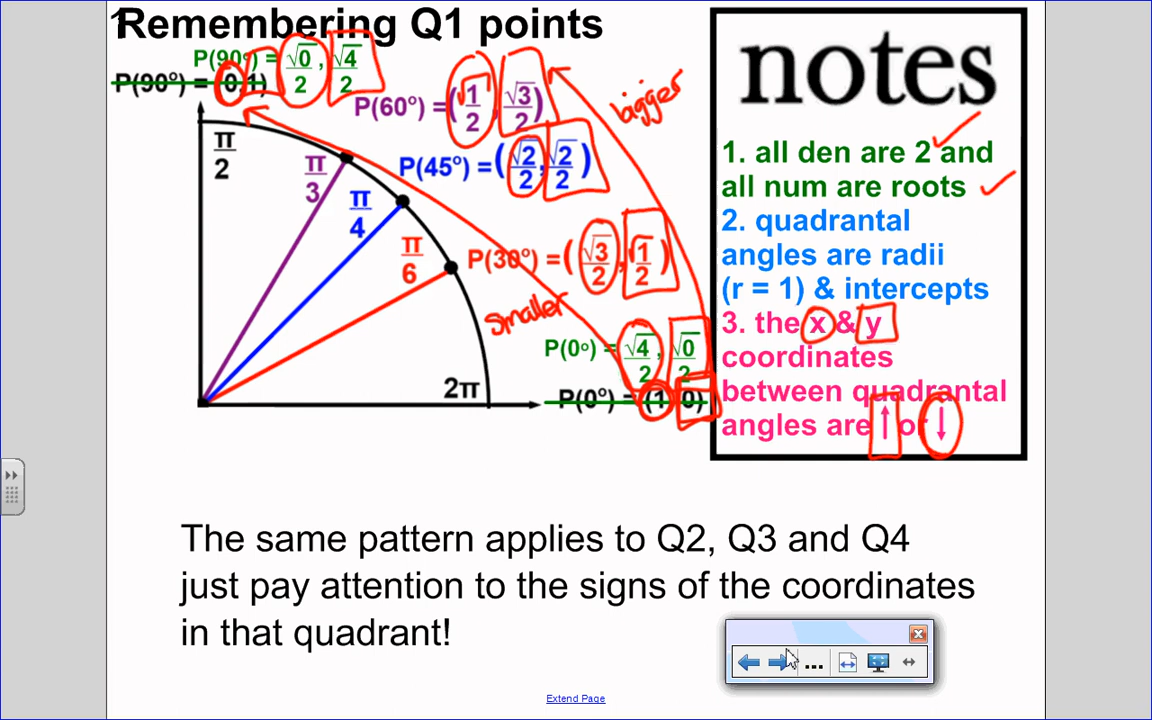 1.
Remembering Q1 points
P(90°) = √0/2, √4/2
P(90°) = (0,1)
P(60°) = (√1/2, √3/2)
bigger
P(45°) = (√2/2, √2/2)
π/2
π/3
π/4
π/6
P(30°) = (√3/2, √1/2)
smaller
P(0°) = √4/2, √0/2
2π
P(0°) = (1, 0)
notes
1. all den are 2 and
all num are roots
2. quadrantal
angles are radii
(r = 1) & intercepts
3. the x & y
coordinates
between quadrantal
angles are ↑ or ↓
The same pattern applies to Q2, Q3 and Q4
just pay attention to the signs of the coordinates
in that quadrant!
...
Extend Page